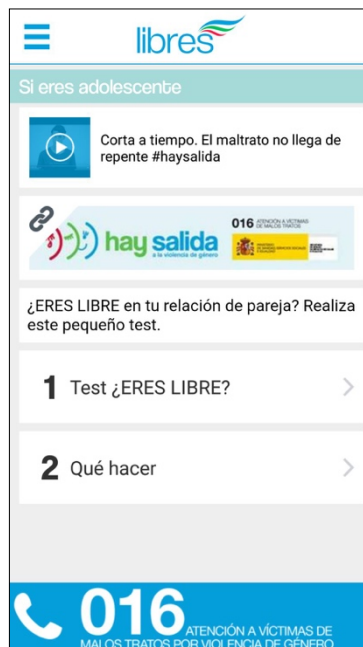 libres
Si eres adolescente
Corta a tiempo. El maltrato no llega de
repente #haysalida
hay salida
a la violencia de género
016 ATENCIÓN A VÍCTIMAS
DE MALOS TRATOS
¿ERES LIBRE en tu relación de pareja? Realiza
este pequeño test.
1 Test ¿ERES LIBRE?
2 Qué hacer
016 ATENCIÓN A VÍCTIMAS DE
MALOS TRATOS POR VIOLENCIA DE GÉNERO